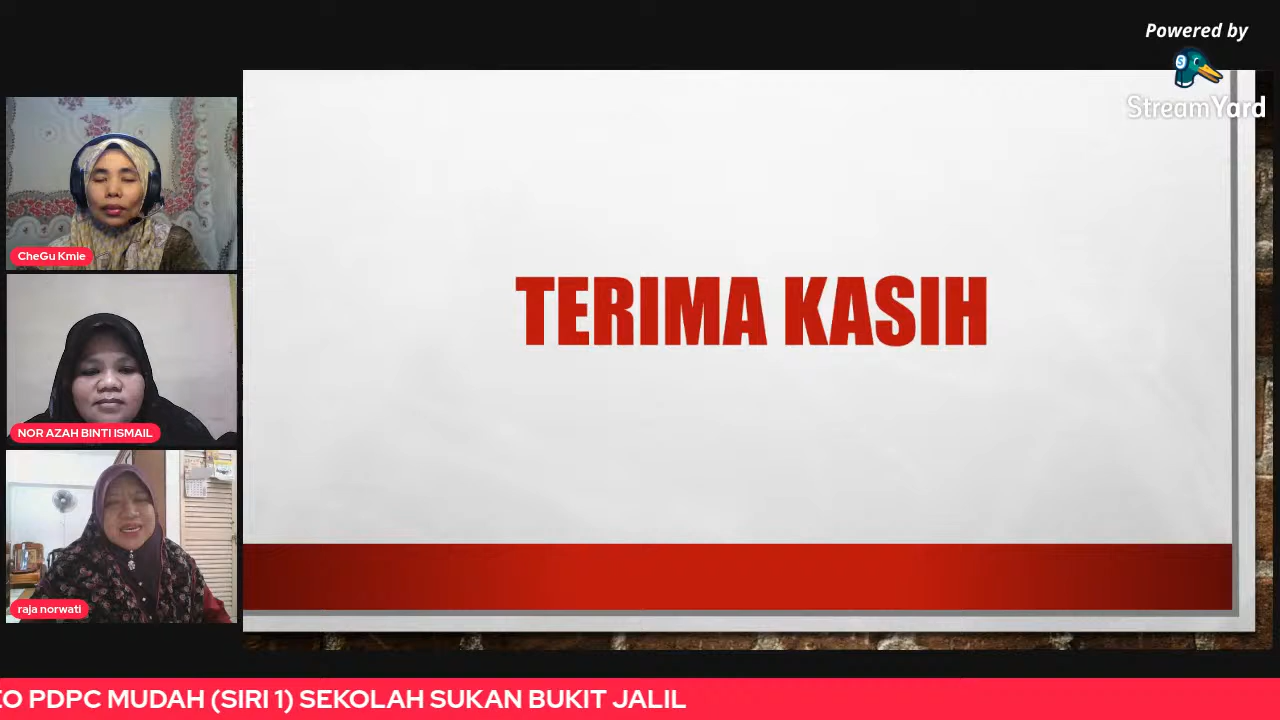 Powered by
StreamYard
CheGu Kmie
NOR AZAH BINTI ISMAIL
raja norwati
TERIMA KASIH
EO PDPC MUDAH (SIRI 1) SEKOLAH SUKAN BUKIT JALIL